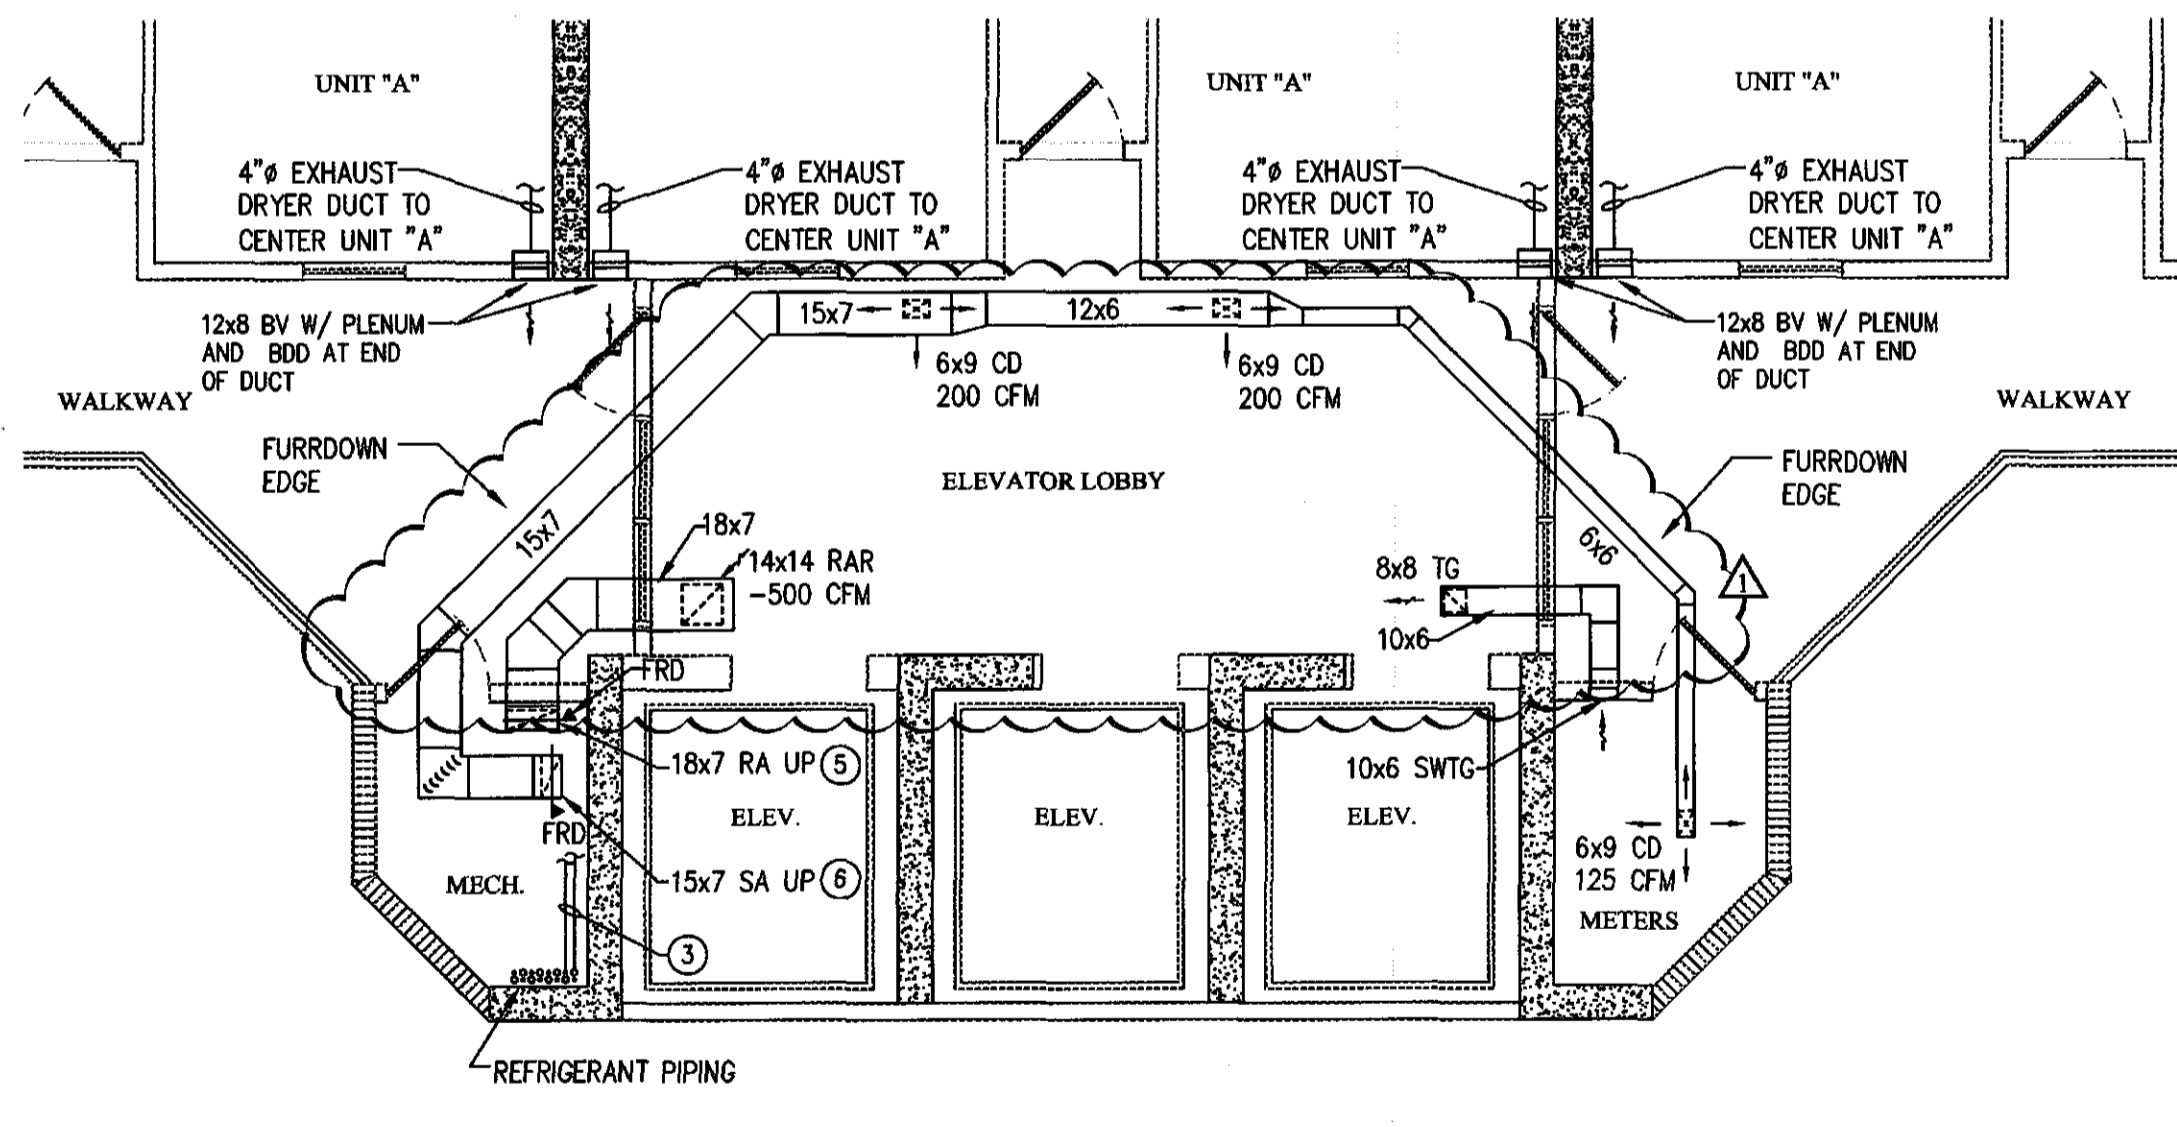 UNIT "A"
UNIT "A"
UNIT "A"
4"ø EXHAUST
DRYER DUCT TO
CENTER UNIT "A"
4"ø EXHAUST
DRYER DUCT TO
CENTER UNIT "A"
4"ø EXHAUST
DRYER DUCT TO
CENTER UNIT "A"
4"ø EXHAUST
DRYER DUCT TO
CENTER UNIT "A"
12x8 BV W/ PLENUM
AND BDD AT END
OF DUCT
15x7
12x6
12x8 BV W/ PLENUM
AND BDD AT END
OF DUCT
6x9 CD
200 CFM
6x9 CD
200 CFM
WALKWAY
WALKWAY
FURRDOWN
EDGE
ELEVATOR LOBBY
FURRDOWN
EDGE
15x7
18x7
14x14 RAR
-500 CFM
6x6
8x8 TG
1
10x6
FRD
18x7 RA UP 5
10x6 SWTG
ELEV.
ELEV.
ELEV.
FRD
6x9 CD
125 CFM
MECH.
15x7 SA UP 6
METERS
3
REFRIGERANT PIPING